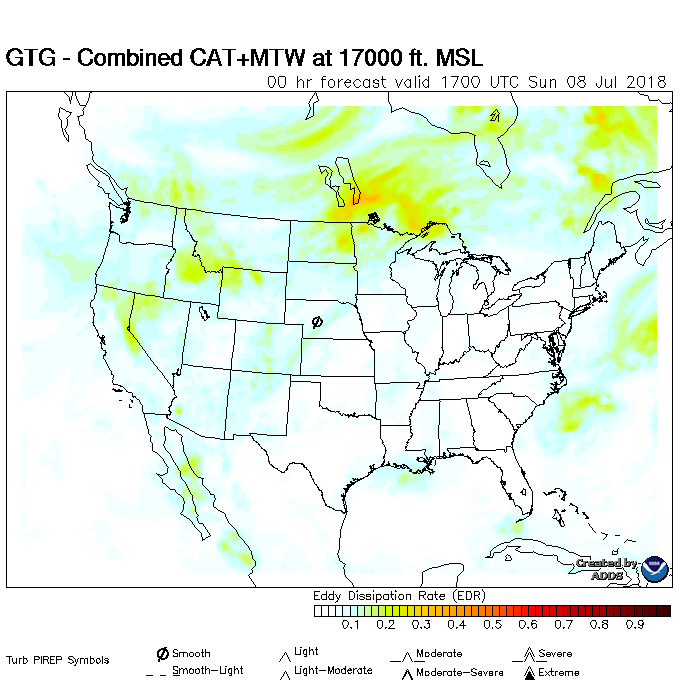 GTG - Combined CAT+MTW at 17000 ft. MSL
00 hr forecast valid 1700 UTC Sun 08 Jul 2018
Created by
ADDS
Eddy Dissipation Rate (EDR)
0.1 0.2 0.3 0.4 0.5 0.6 0.7 0.8 0.9
Turb PIREP Symbols
Smooth Light Moderate Severe
Smooth-Light Light-Moderate Moderate-Severe Extreme